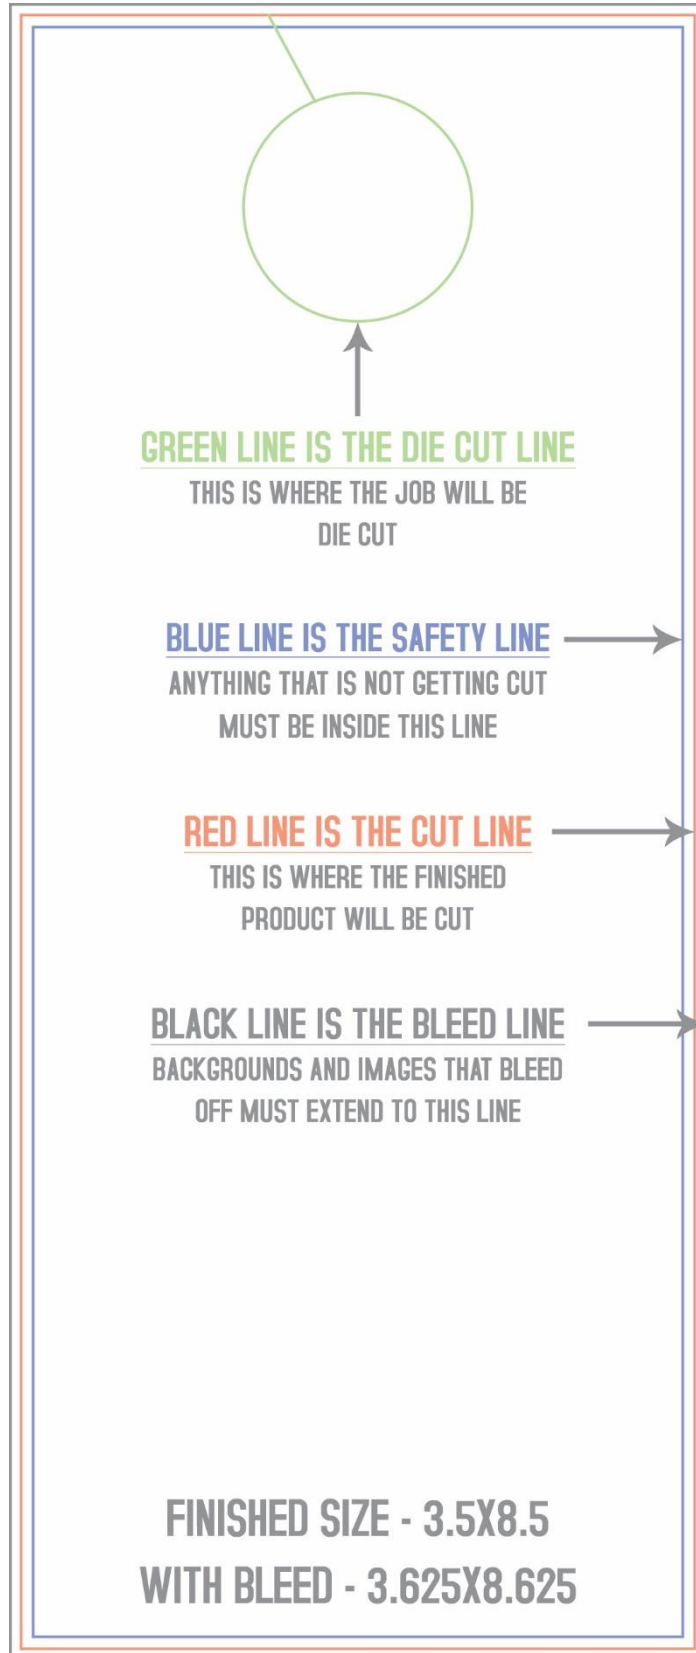 GREEN LINE IS THE DIE CUT LINE
THIS IS WHERE THE JOB WILL BE
DIE CUT
BLUE LINE IS THE SAFETY LINE
ANYTHING THAT IS NOT GETTING CUT
MUST BE INSIDE THIS LINE
RED LINE IS THE CUT LINE
THIS IS WHERE THE FINISHED
PRODUCT WILL BE CUT
BLACK LINE IS THE BLEED LINE
BACKGROUNDS AND IMAGES THAT BLEED
OFF MUST EXTEND TO THIS LINE
FINISHED SIZE - 3.5X8.5
WITH BLEED - 3.625X8.625